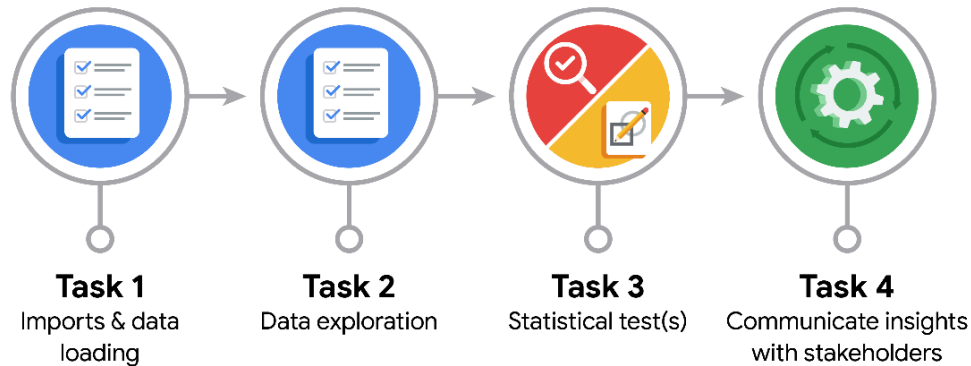 Task 1
Imports & data
loading
Task 2
Data exploration
Task 3
Statistical test(s)
Task 4
Communicate insights
with stakeholders